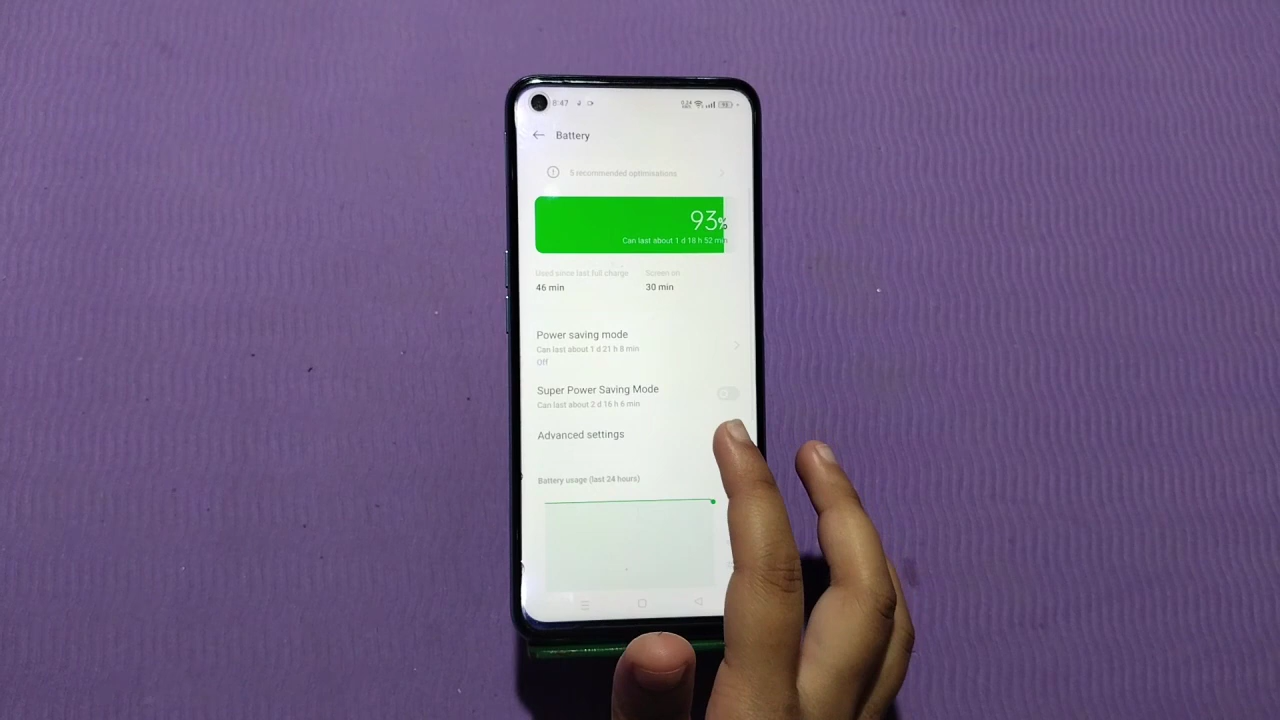 8:47
Battery
5 recommended optimisations
93%
Can last about 1 d 18 h 52 min
Used since last full charge
Screen on
46 min
30 min
Power saving mode
Can last about 1 d 21 h 8 min
Off
Super Power Saving Mode
Can last about 2 d 16 h 6 min
Advanced settings
Battery usage (last 24 hours)